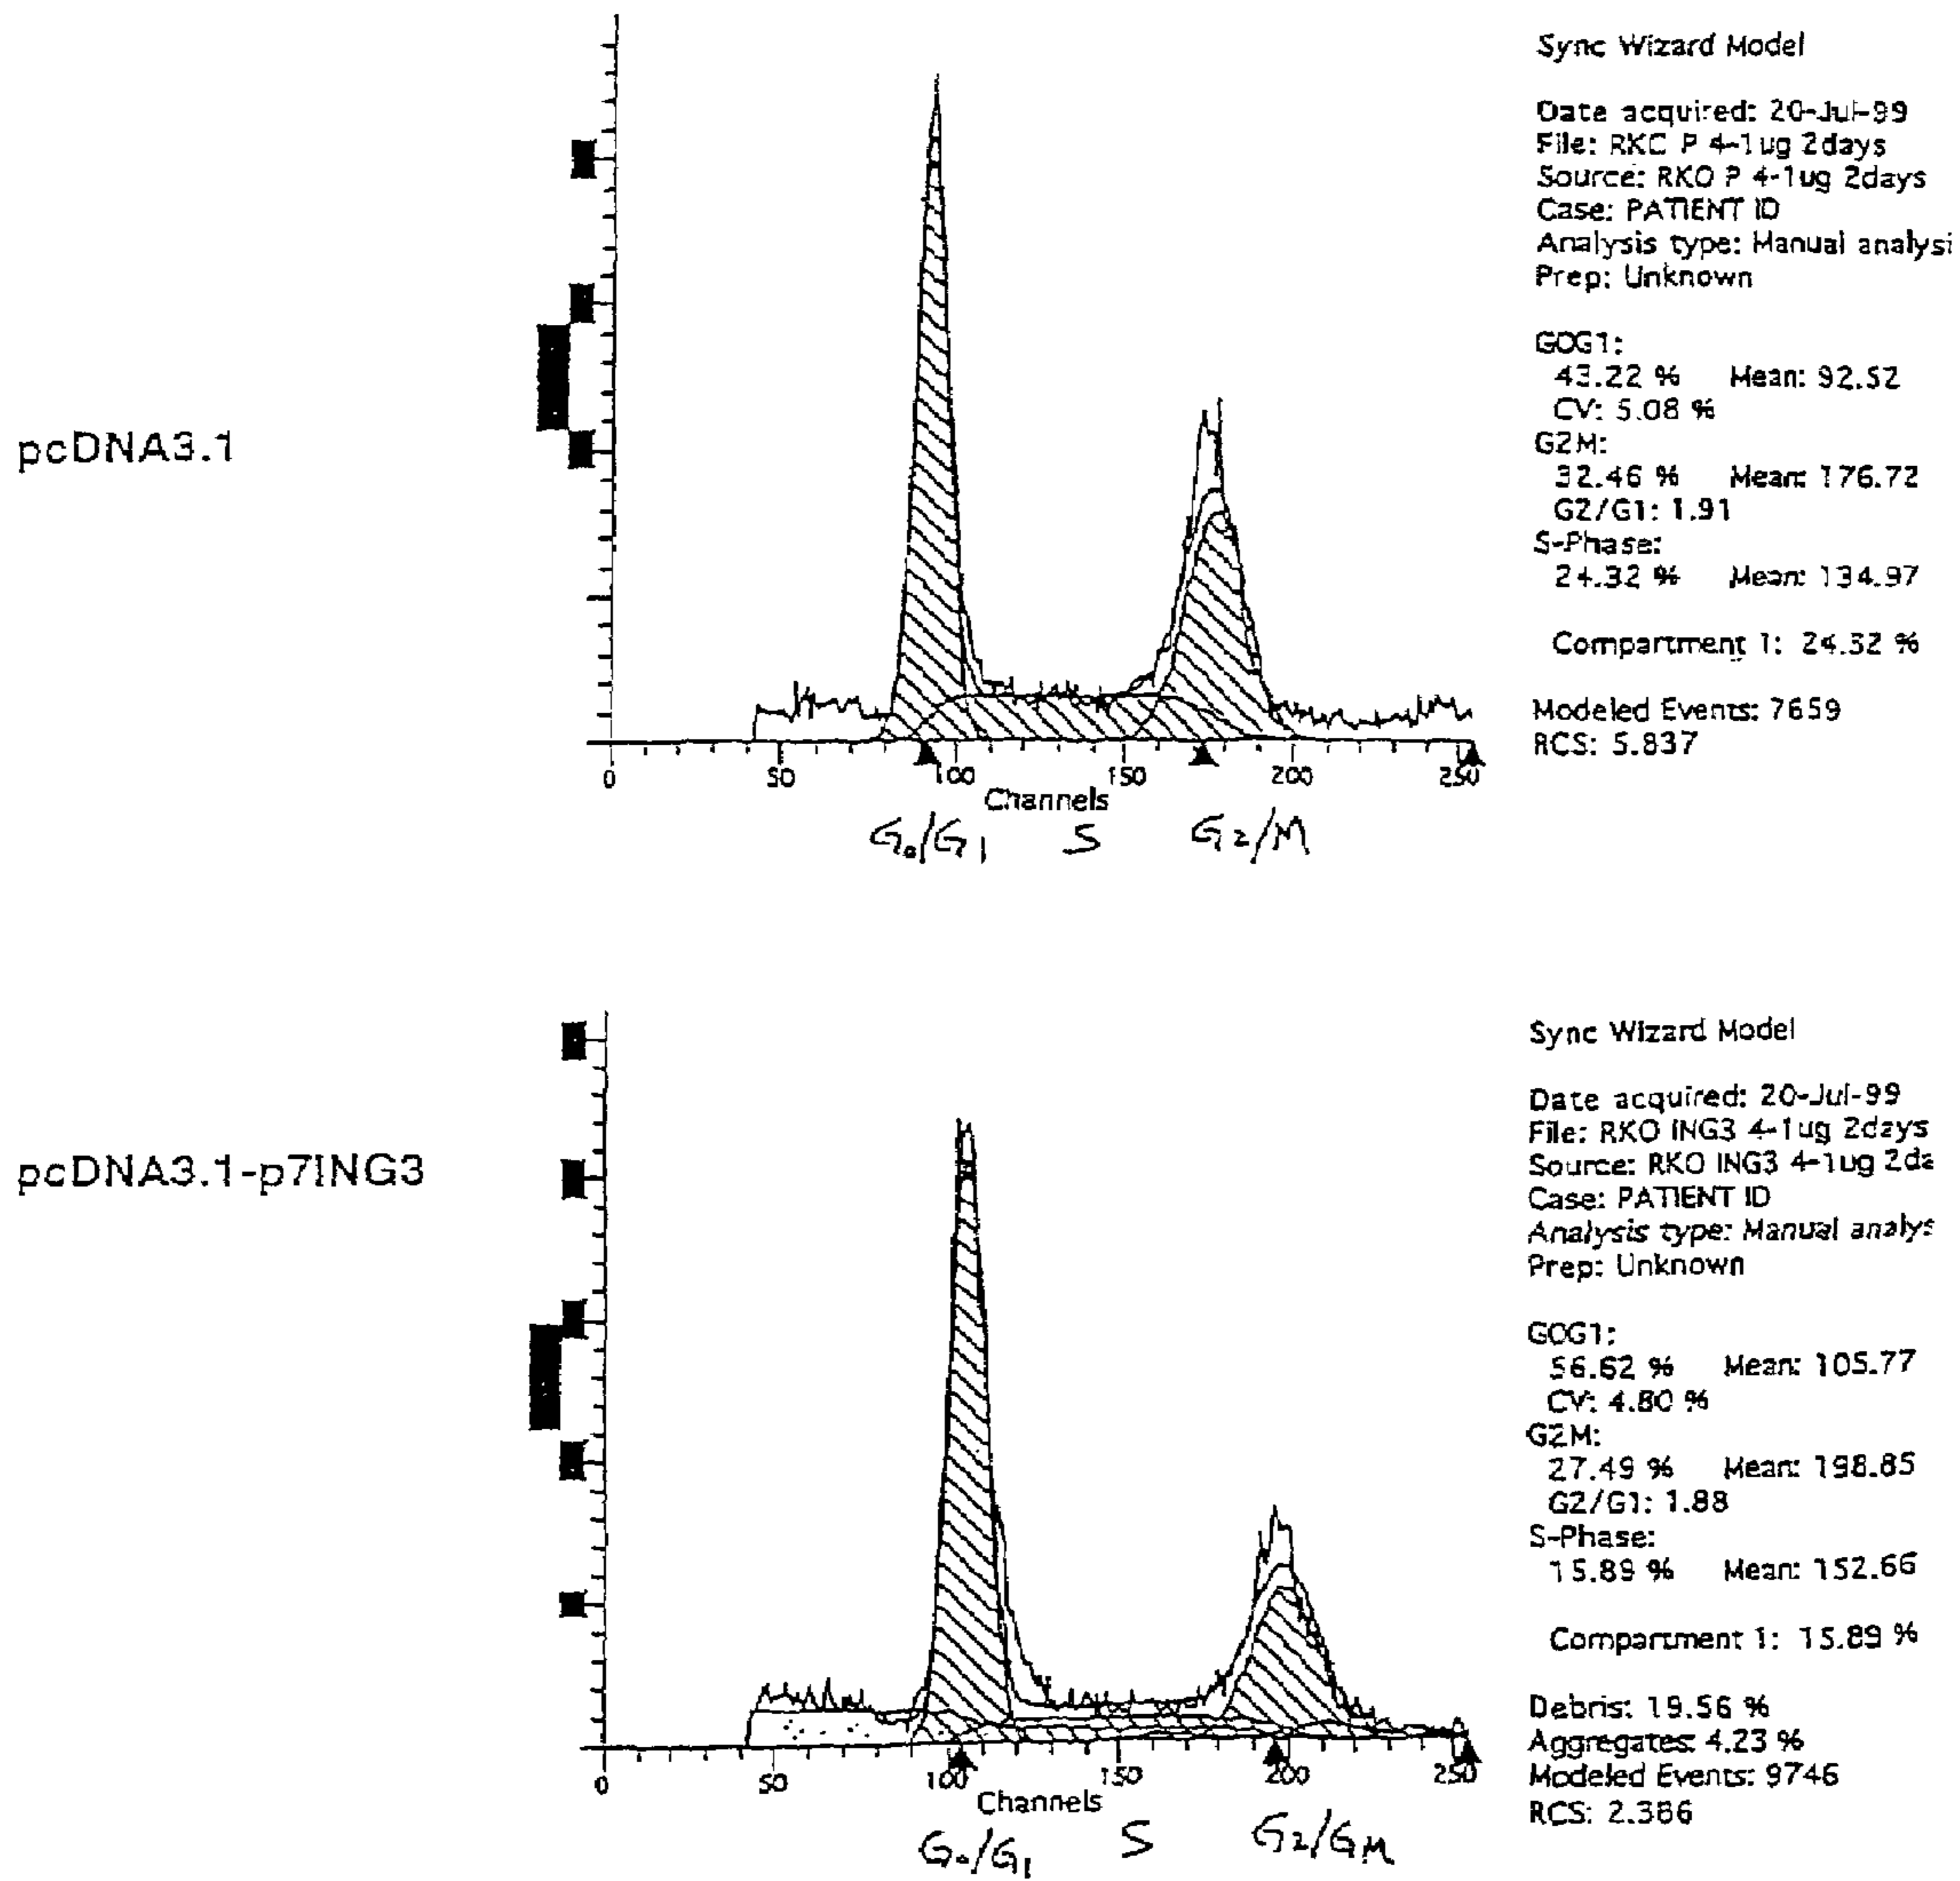 pcDNA3.1
Sync Wizard Model
Date acquired: 20-Jul-99
File: RKC P 4-1ug 2days
Source: RKO P 4-1ug 2days
Case: PATIENT ID
Analysis type: Manual analysi
Prep: Unknown
G0G1:
43.22 % Mean: 92.52
CV: 5.08 %
G2M:
32.46 % Mean: 176.72
G2/G1: 1.91
S-Phase:
24.32 % Mean: 134.97
Compartment 1: 24.32 %
Modeled Events: 7659
RCS: 5.837
0 50 100 150 200 250
Channels
G0/G1 S G2/M
pcDNA3.1-p7ING3
Sync Wizard Model
Date acquired: 20-Jul-99
File: RKO ING3 4-1ug 2days
Source: RKO ING3 4-1ug 2da
Case: PATIENT ID
Analysis type: Manual analys
Prep: Unknown
G0G1:
56.62 % Mean: 105.77
CV: 4.80 %
G2M:
27.49 % Mean: 198.85
G2/G1: 1.88
S-Phase:
15.89 % Mean: 152.66
Compartment 1: 15.89 %
Debris: 19.56 %
Aggregates: 4.23 %
Modeled Events: 9746
RCS: 2.386
0 50 100 150 200 250
Channels
G0/G1 S G2/GM